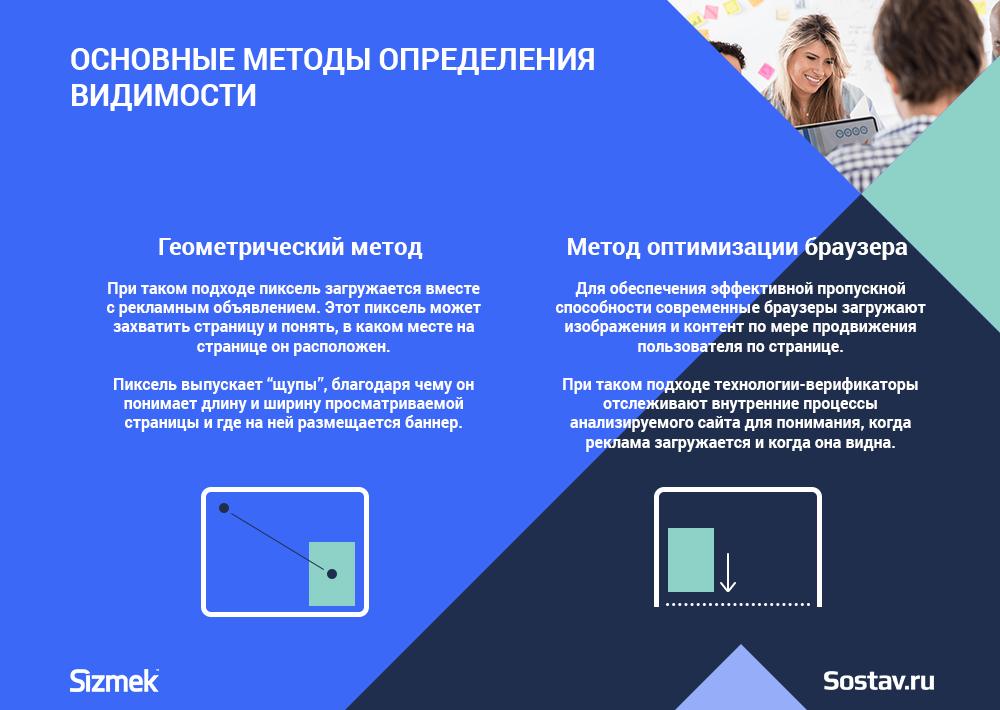 ОСНОВНЫЕ МЕТОДЫ ОПРЕДЕЛЕНИЯ
ВИДИМОСТИ
Геометрический метод
При таком подходе пиксель загружается вместе
с рекламным объявлением. Этот пиксель может
захватить страницу и понять, в каком месте на
странице он расположен.
Пиксель выпускает “щупы”, благодаря чему он
понимает длину и ширину просматриваемой
страницы и где на ней размещается баннер.
Метод оптимизации браузера
Для обеспечения эффективной пропускной
способности современные браузеры загружают
изображения и контент по мере продвижения
пользователя по странице.
При таком подходе технологии-верификаторы
отслеживают внутренние процессы
анализируемого сайта для понимания, когда
реклама загружается и когда она видна.
Sizmek
Sostav.ru